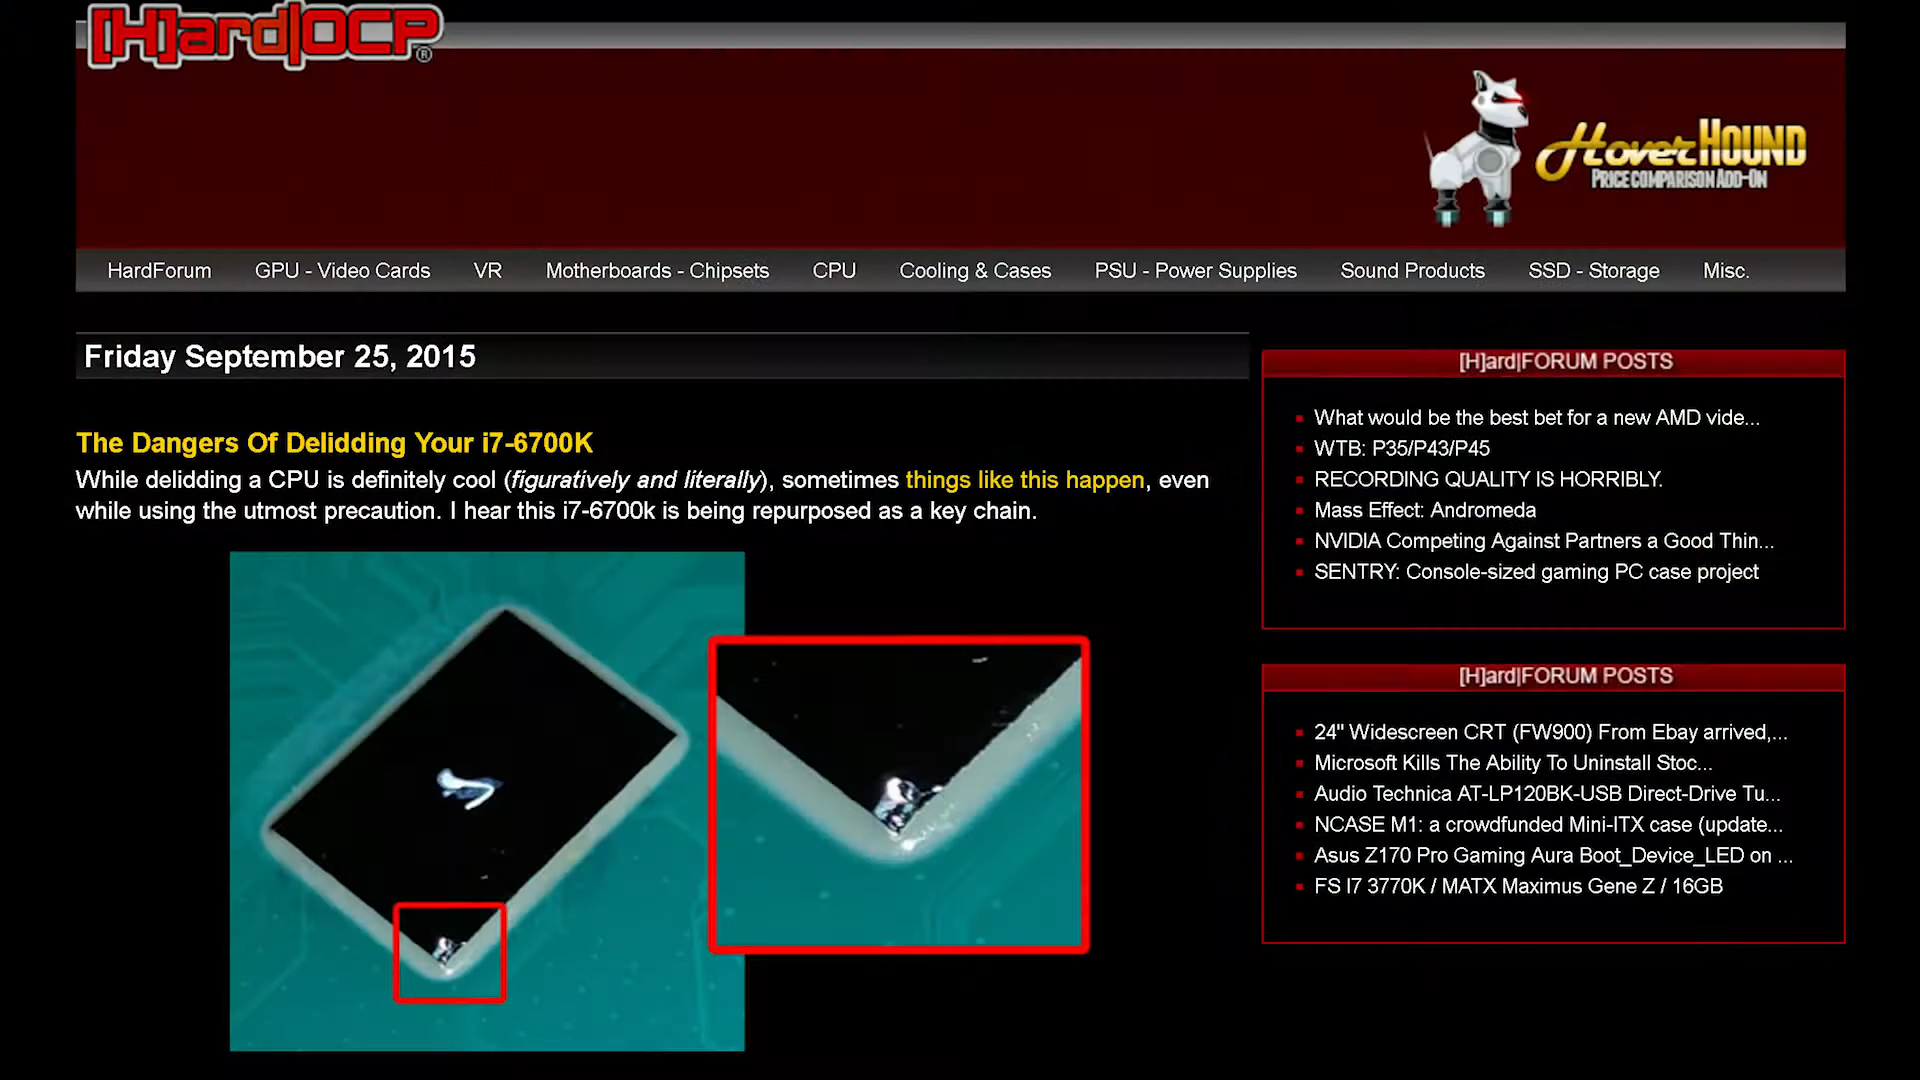 [H]ard|OCP®
HoverHOUND
PRICE COMPARISON ADD-ON
HardForum GPU - Video Cards VR Motherboards - Chipsets CPU Cooling & Cases PSU - Power Supplies Sound Products SSD - Storage Misc.
Friday September 25, 2015
The Dangers Of Delidding Your i7-6700K
While delidding a CPU is definitely cool (figuratively and literally), sometimes things like this happen, even
while using the utmost precaution. I hear this i7-6700k is being repurposed as a key chain.
[H]ard|FORUM POSTS
What would be the best bet for a new AMD vide...
WTB: P35/P43/P45
RECORDING QUALITY IS HORRIBLY.
Mass Effect: Andromeda
NVIDIA Competing Against Partners a Good Thin...
SENTRY: Console-sized gaming PC case project
[H]ard|FORUM POSTS
24" Widescreen CRT (FW900) From Ebay arrived,...
Microsoft Kills The Ability To Uninstall Stoc...
Audio Technica AT-LP120BK-USB Direct-Drive Tu...
NCASE M1: a crowdfunded Mini-ITX case (update...
Asus Z170 Pro Gaming Aura Boot_Device_LED on ...
FS I7 3770K / MATX Maximus Gene Z / 16GB